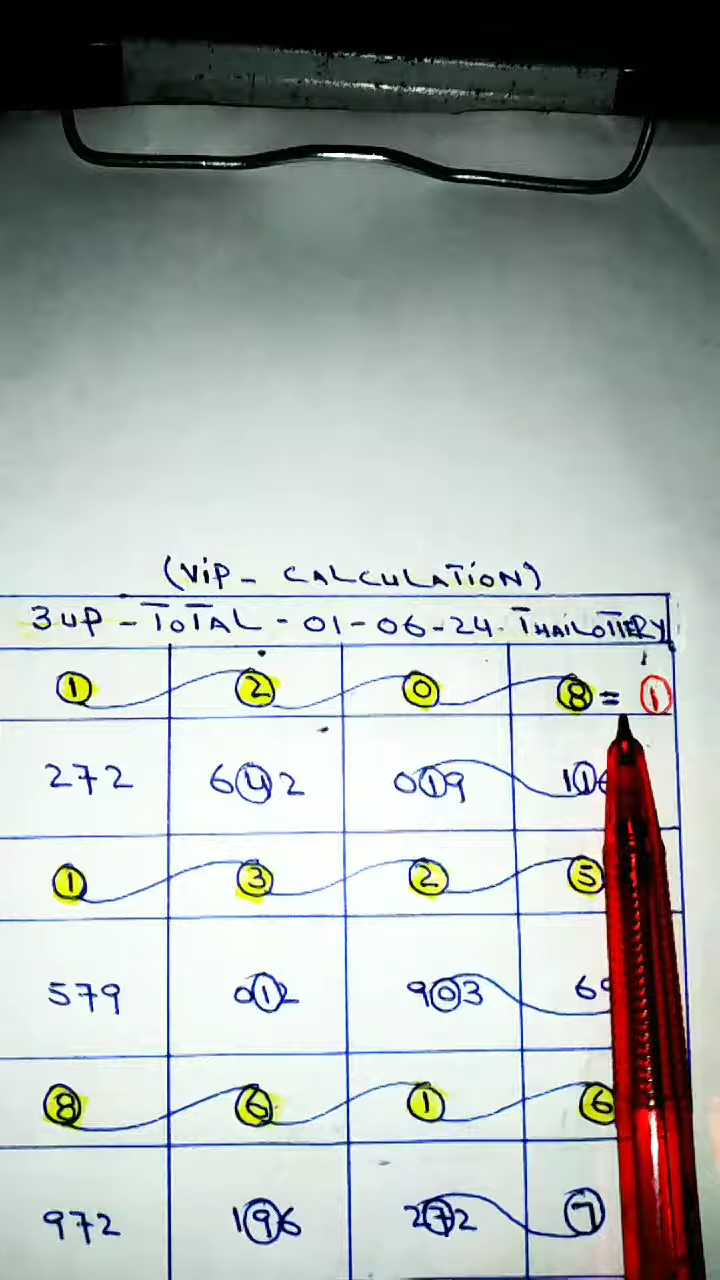 (VIP - CALCULATION)
3UP - TOTAL - 01-06-24. THAILOTTERY
1 2 0 8 = 1
272 642 019 116
1 3 2 5
579 012 903
8 6 1 6
972 196 272 7